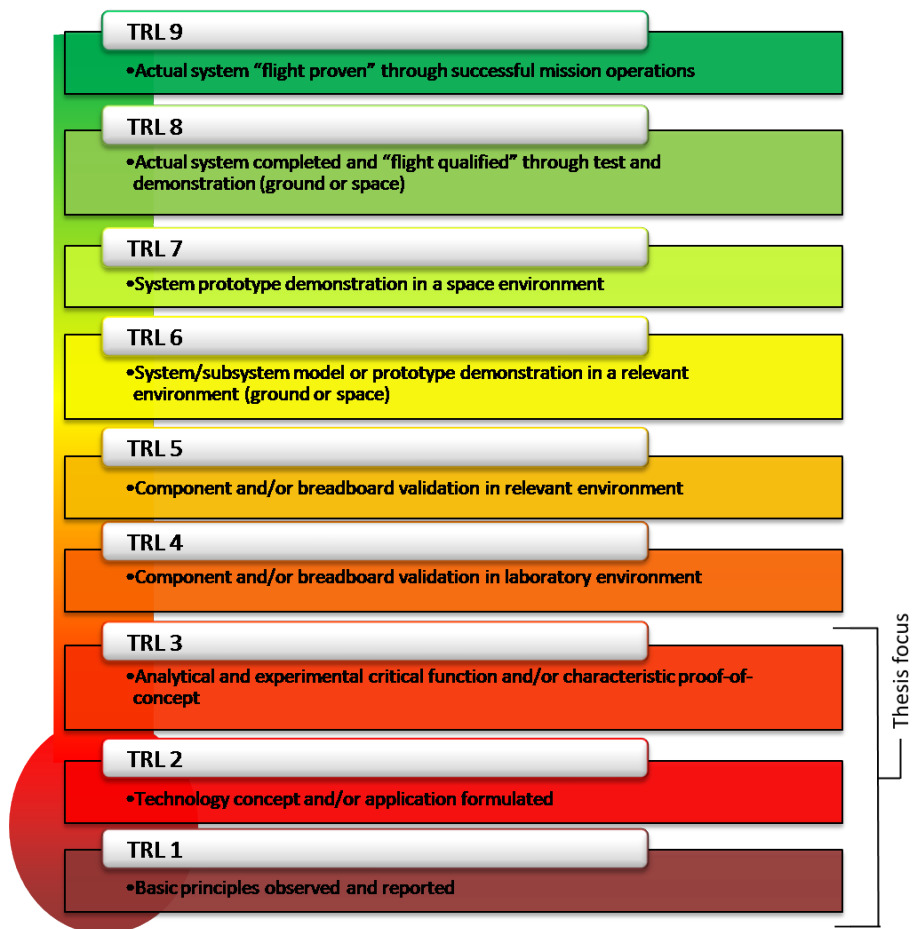 TRL 9
•Actual system “flight proven” through successful mission operations
TRL 8
•Actual system completed and “flight qualified” through test and
demonstration (ground or space)
TRL 7
•System prototype demonstration in a space environment
TRL 6
•System/subsystem model or prototype demonstration in a relevant
environment (ground or space)
TRL 5
•Component and/or breadboard validation in relevant environment
TRL 4
•Component and/or breadboard validation in laboratory environment
TRL 3
•Analytical and experimental critical function and/or characteristic proof-of-
concept
TRL 2
•Technology concept and/or application formulated
TRL 1
•Basic principles observed and reported
Thesis focus